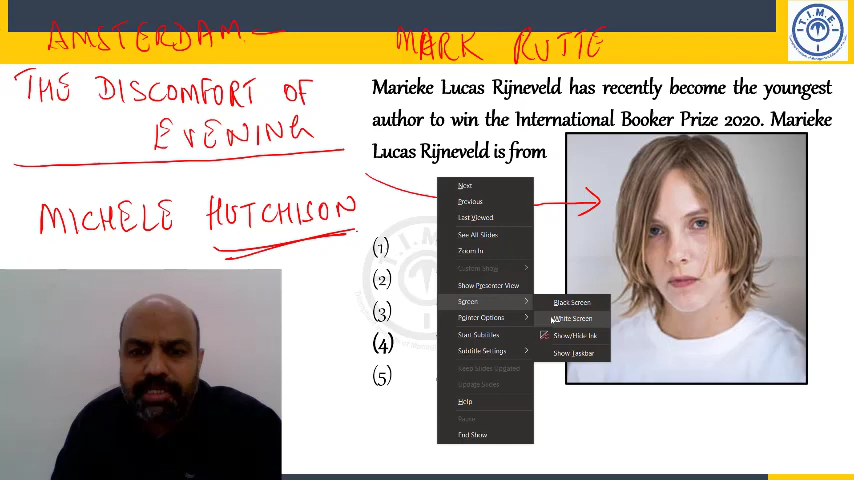 AMSTERDAM
MARK RUTTE
THE DISCOMFORT OF
EVENING
MICHELE HUTCHISON
T.I.M.E.
Marieke Lucas Rijneveld has recently become the youngest
author to win the International Booker Prize 2020. Marieke
Lucas Rijneveld is from
(1)
(2)
(3)
(4)
(5)
Next
Previous
Last Viewed
See All Slides
Zoom In
Custom Show
Show Presenter View
Screen
Pointer Options
Start Subtitles
Subtitle Settings
Keep Slides Updated
Update Slides
Help
Pause
End Show
Black Screen
White Screen
Show/Hide Ink
Show Taskbar